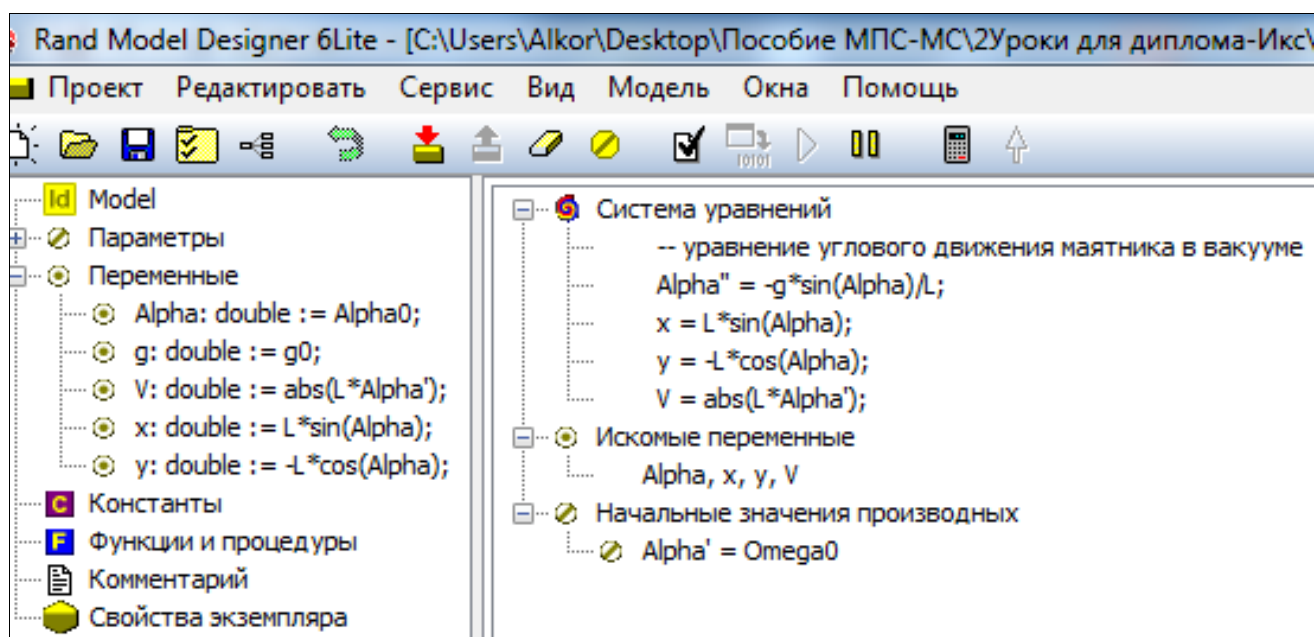 Rand Model Designer 6Lite - [C:\Users\Alkor\Desktop\Пособие МПС-МС\2Уроки для диплома-Икс\
Проект Редактировать Сервис Вид Модель Окна Помощь
10101
Id Model
Параметры
Переменные
Alpha: double := Alpha0;
g: double := g0;
V: double := abs(L*Alpha');
x: double := L*sin(Alpha);
y: double := -L*cos(Alpha);
C Константы
F Функции и процедуры
Комментарий
Свойства экземпляра
Система уравнений
-- уравнение углового движения маятника в вакууме
Alpha'' = -g*sin(Alpha)/L;
x = L*sin(Alpha);
y = -L*cos(Alpha);
V = abs(L*Alpha');
Искомые переменные
Alpha, x, y, V
Начальные значения производных
Alpha' = Omega0